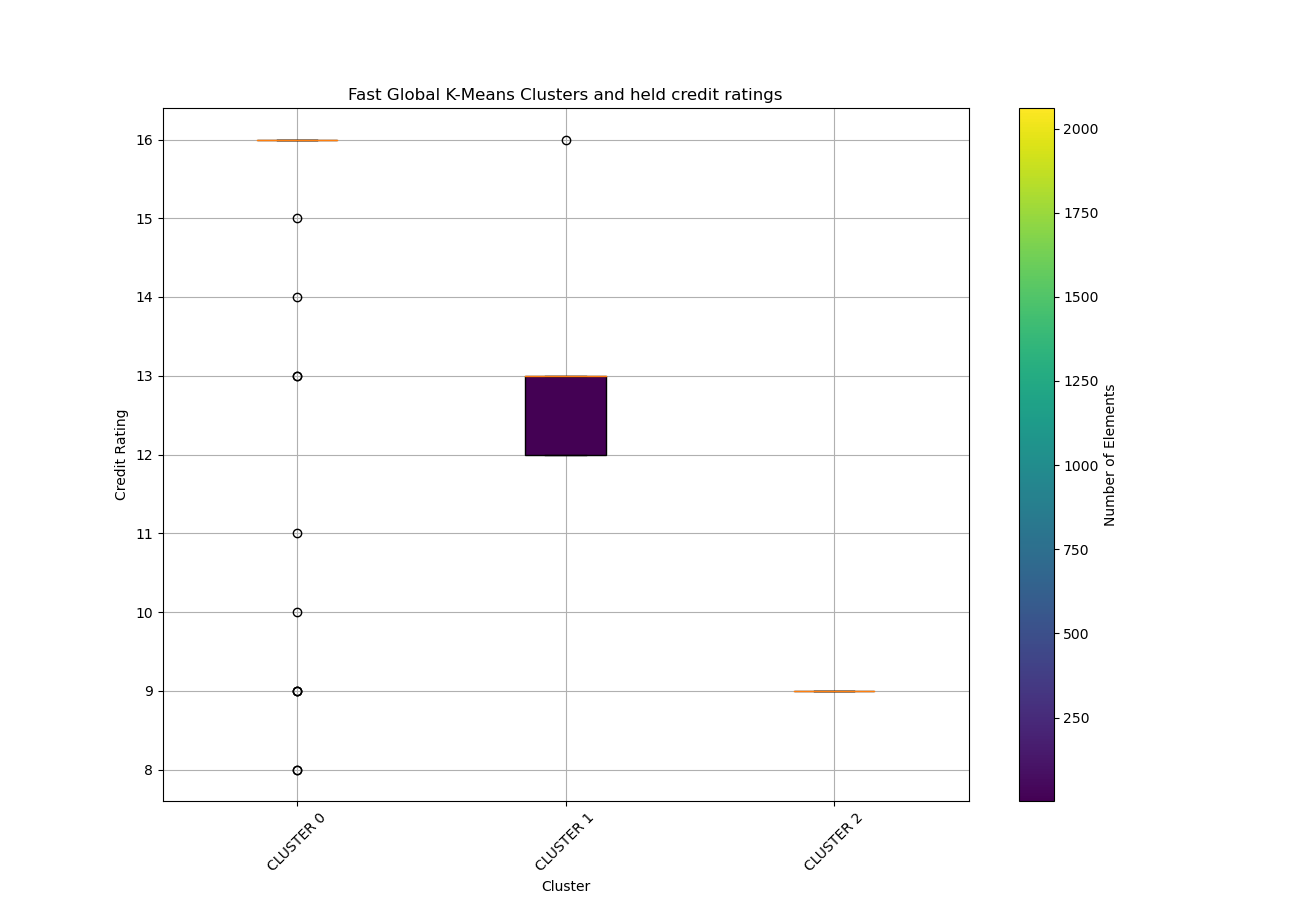 Fast Global K-Means Clusters and held credit ratings
16
15
14
13
12
11
10
9
8
Credit Rating
CLUSTER 0
CLUSTER 1
CLUSTER 2
Cluster
2000
1750
1500
1250
1000
750
500
250
Number of Elements